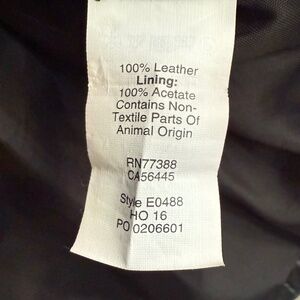 100% Leather
Lining:
100% Acetate
Contains Non-
Textile Parts Of
Animal Origin
RN77388
CA56445
Style E0488
HO 16
PO 0206601